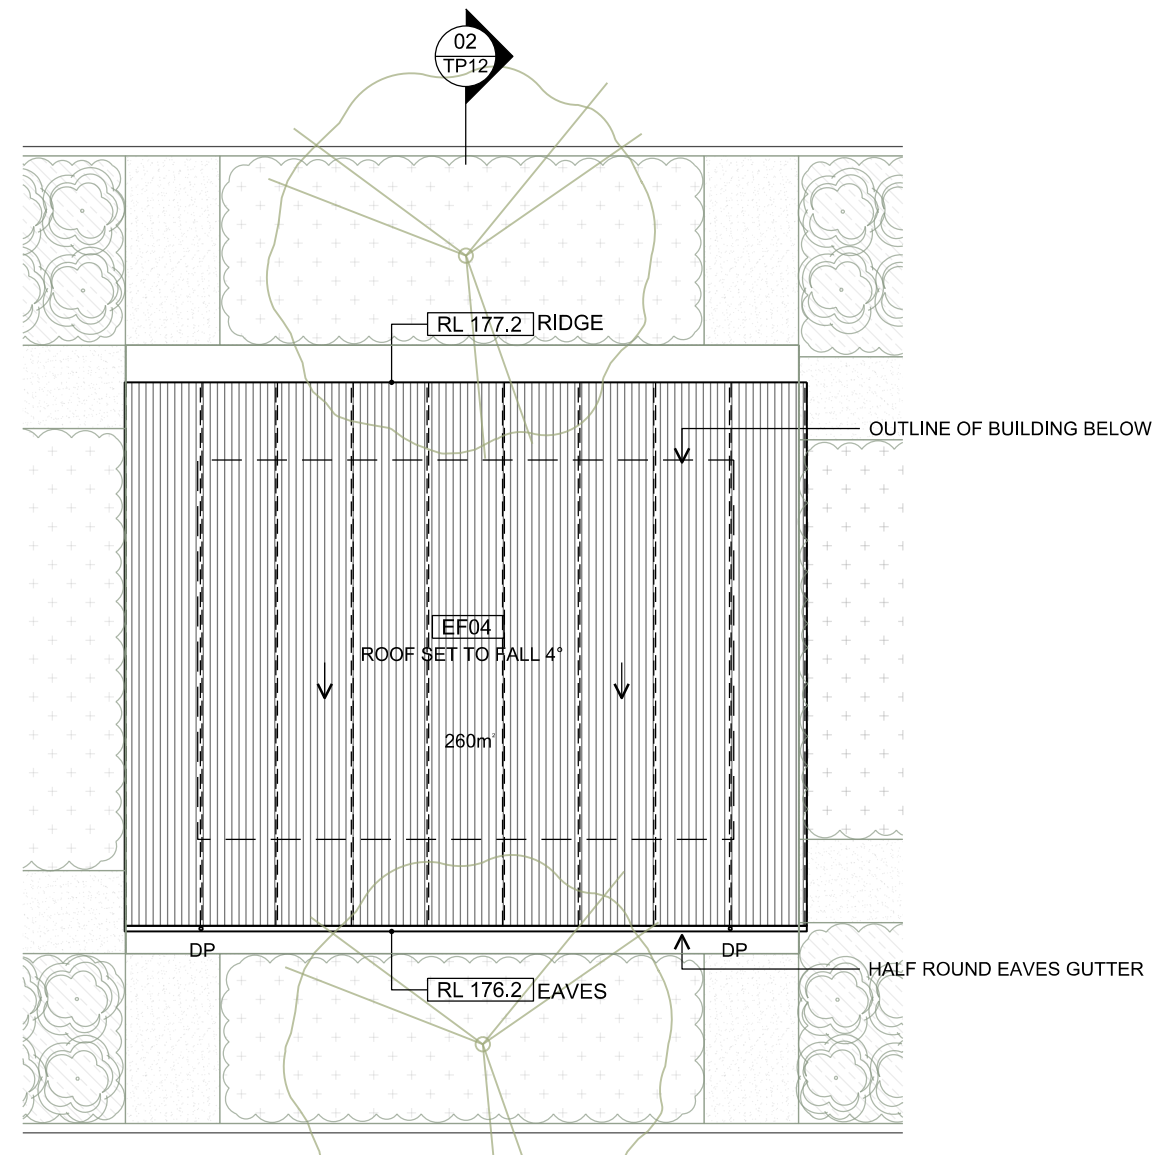 02
TP12
RL 177.2 RIDGE
OUTLINE OF BUILDING BELOW
EF04
ROOF SET TO FALL 4°
260m²
DP
DP
HALF ROUND EAVES GUTTER
RL 176.2 EAVES